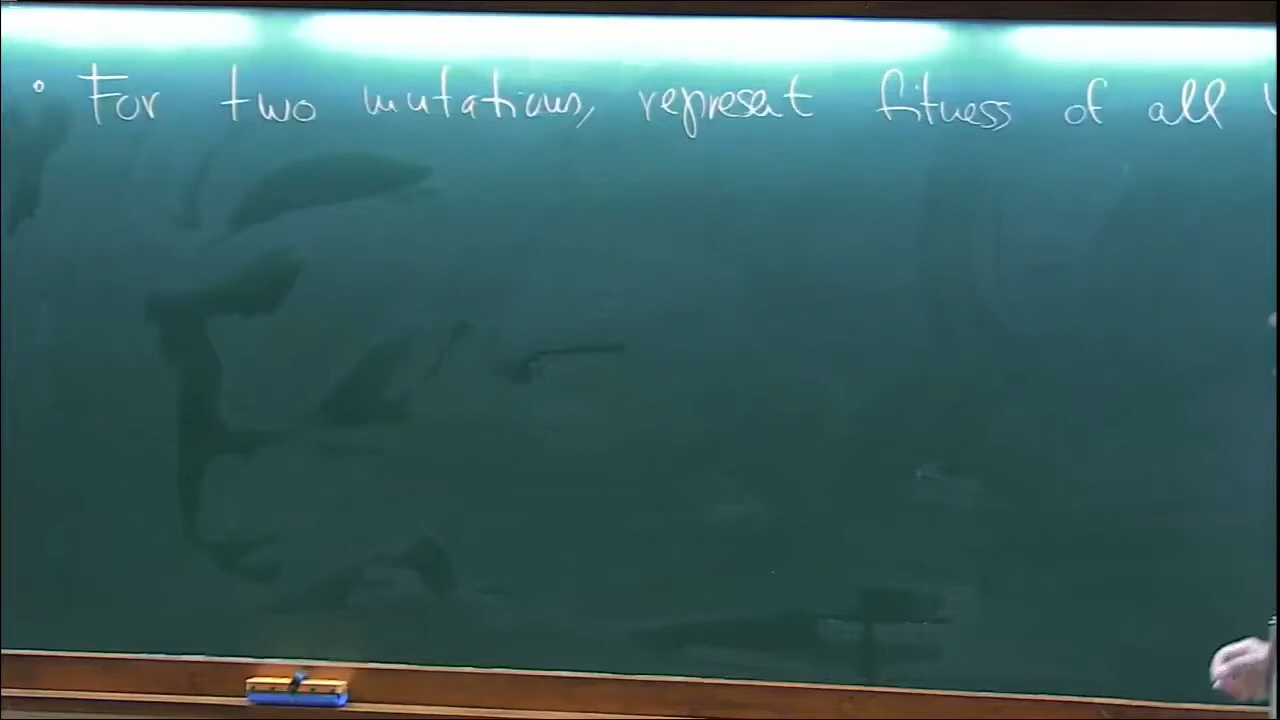 ° For two mutations, represent fitness of all